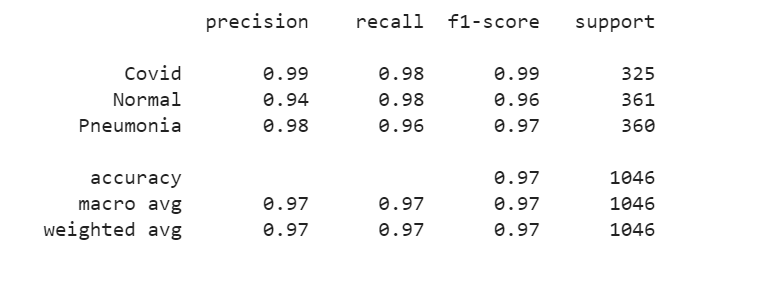 precision recall f1-score support
Covid 0.99 0.98 0.99 325
Normal 0.94 0.98 0.96 361
Pneumonia 0.98 0.96 0.97 360
accuracy 0.97 1046
macro avg 0.97 0.97 0.97 1046
weighted avg 0.97 0.97 0.97 1046